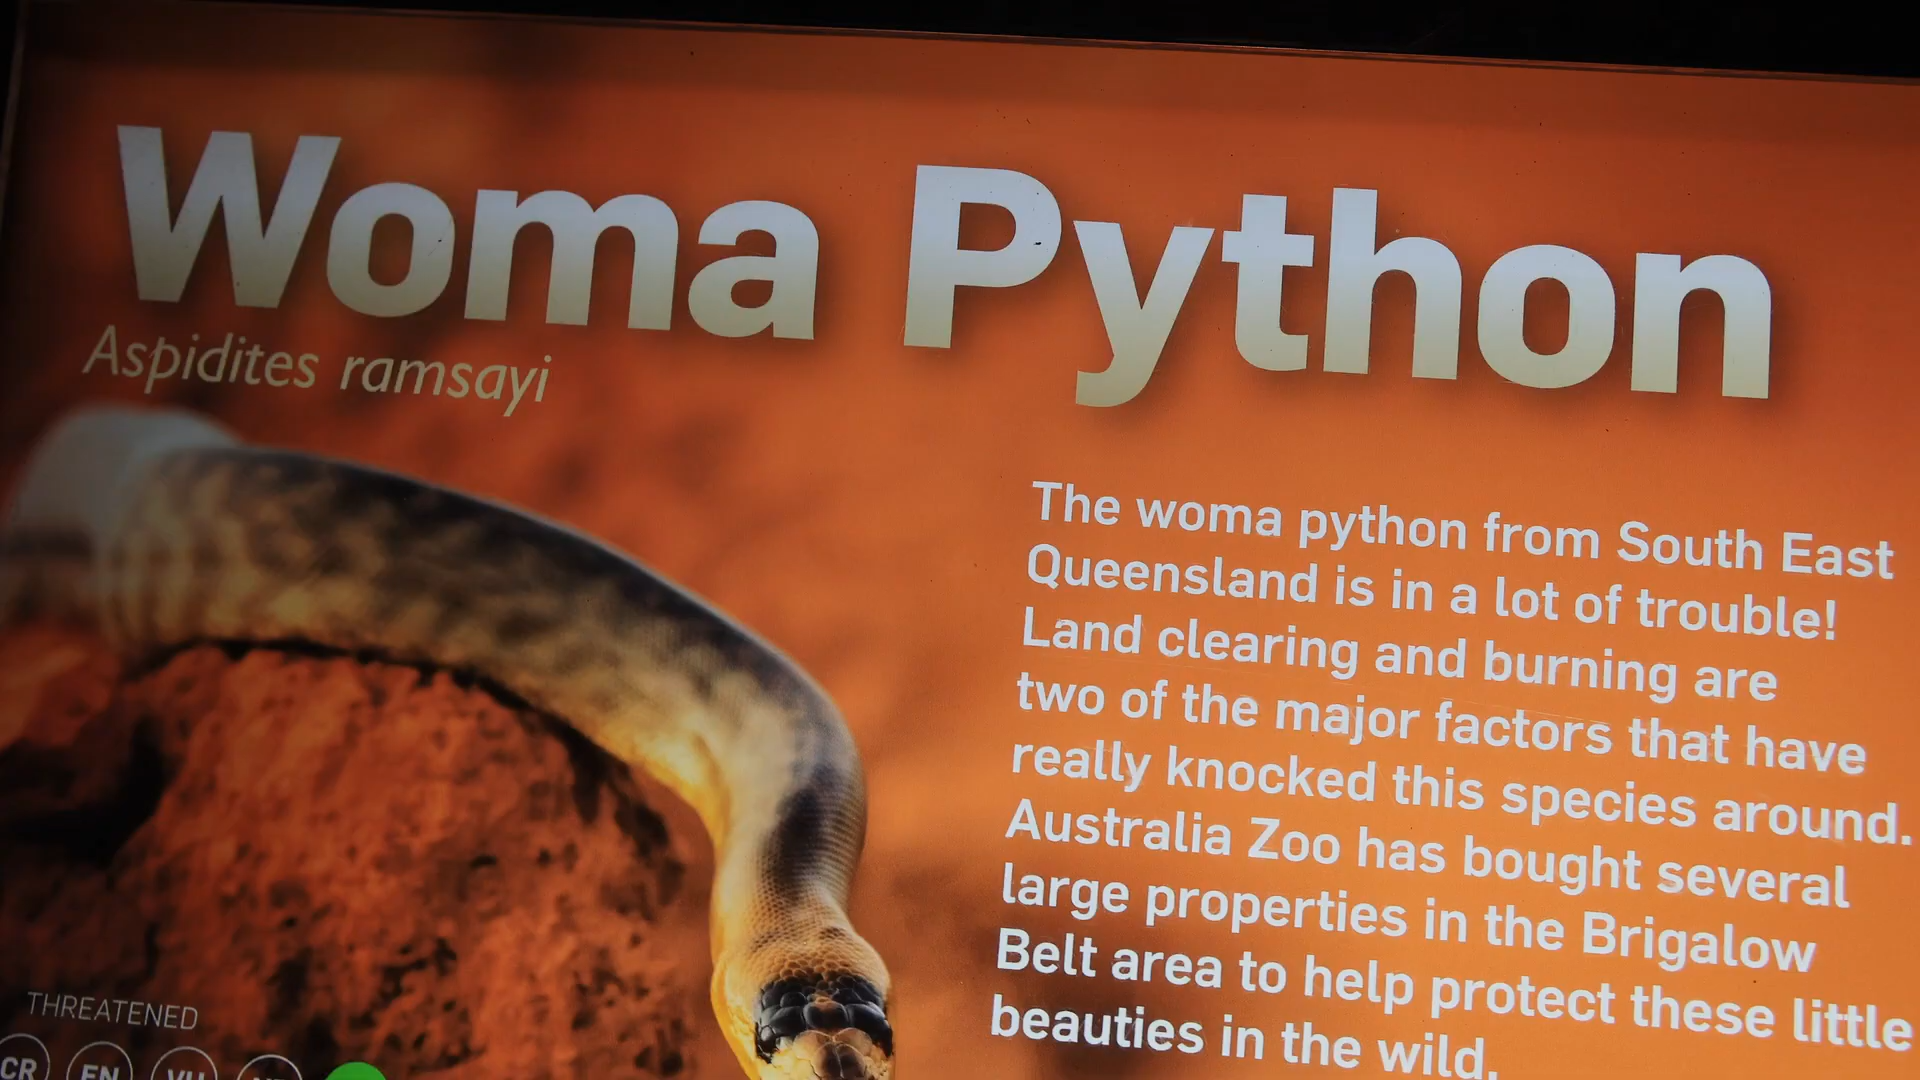 Woma Python
Aspidites ramsayi
The woma python from South East
Queensland is in a lot of trouble!
Land clearing and burning are
two of the major factors that have
really knocked this species around.
Australia Zoo has bought several
large properties in the Brigalow
Belt area to help protect these little
beauties in the wild.
THREATENED
CR EN VU